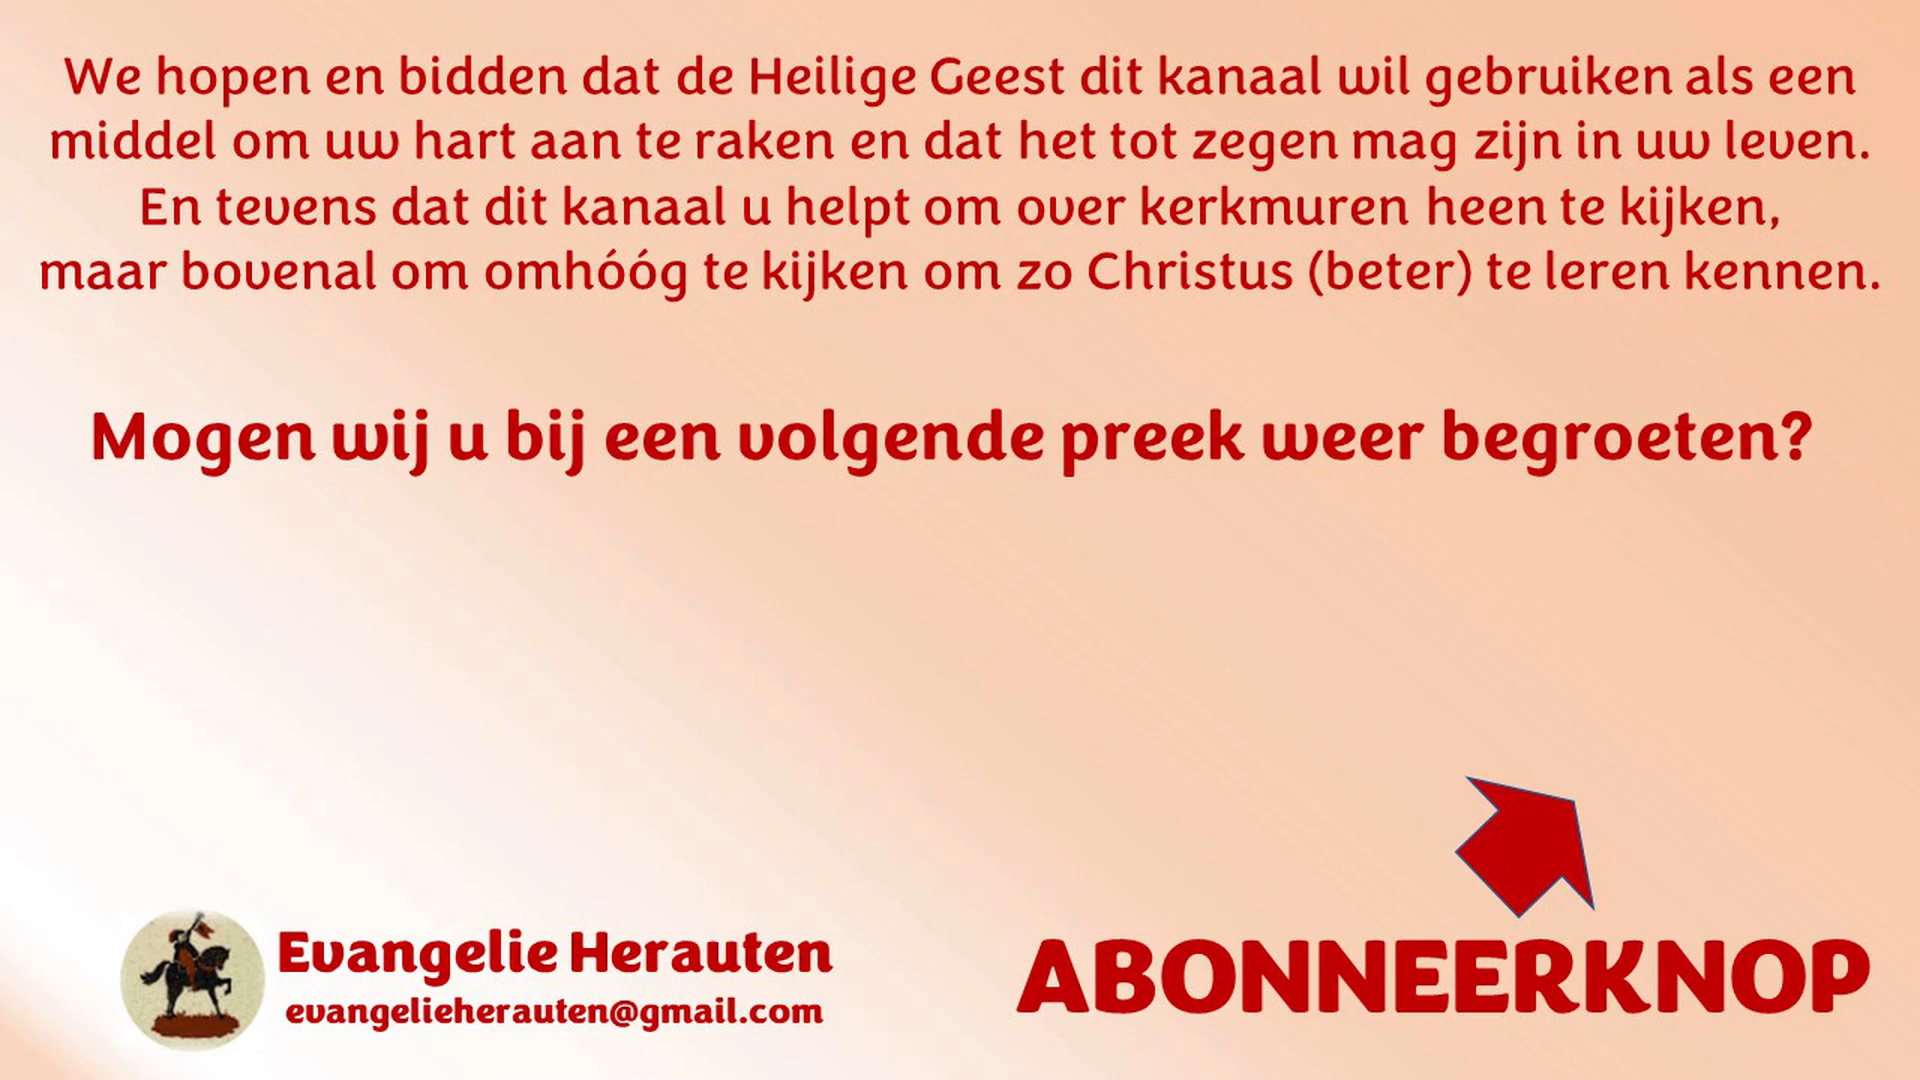 We hopen en bidden dat de Heilige Geest dit kanaal wil gebruiken als een
middel om uw hart aan te raken en dat het tot zegen mag zijn in uw leven.
En tevens dat dit kanaal u helpt om over kerkmuren heen te kijken,
maar bovenal om omhóóg te kijken om zo Christus (beter) te leren kennen.
Mogen wij u bij een volgende preek weer begroeten?
Evangelie Herauten
evangelieherauten@gmail.com
ABONNEERKNOP